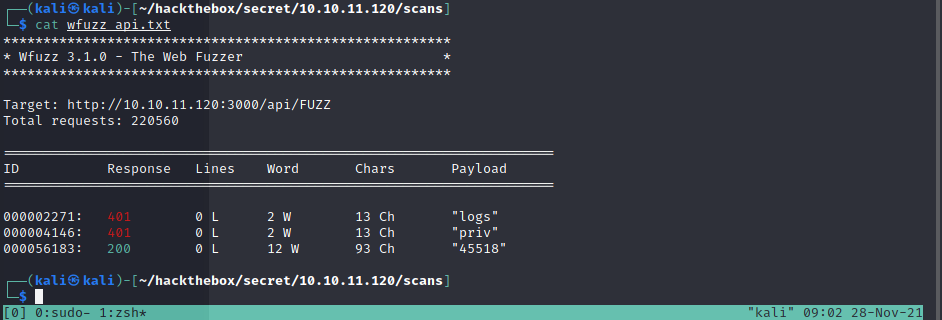 ┌──(kali㉿kali)-[~/hackthebox/secret/10.10.11.120/scans]
└─$ cat wfuzz_api.txt
********************************************************
* Wfuzz 3.1.0 - The Web Fuzzer                         *
********************************************************
Target: http://10.10.11.120:3000/api/FUZZ
Total requests: 220560
=====================================================================
ID           Response   Lines    Word       Chars       Payload
=====================================================================
000002271:   401        0 L      2 W        13 Ch       "logs"
000004146:   401        0 L      2 W        13 Ch       "priv"
000056183:   200        0 L      12 W       93 Ch       "45518"
┌──(kali㉿kali)-[~/hackthebox/secret/10.10.11.120/scans]
└─$
[0] 0:sudo- 1:zsh* "kali" 09:02 28-Nov-21